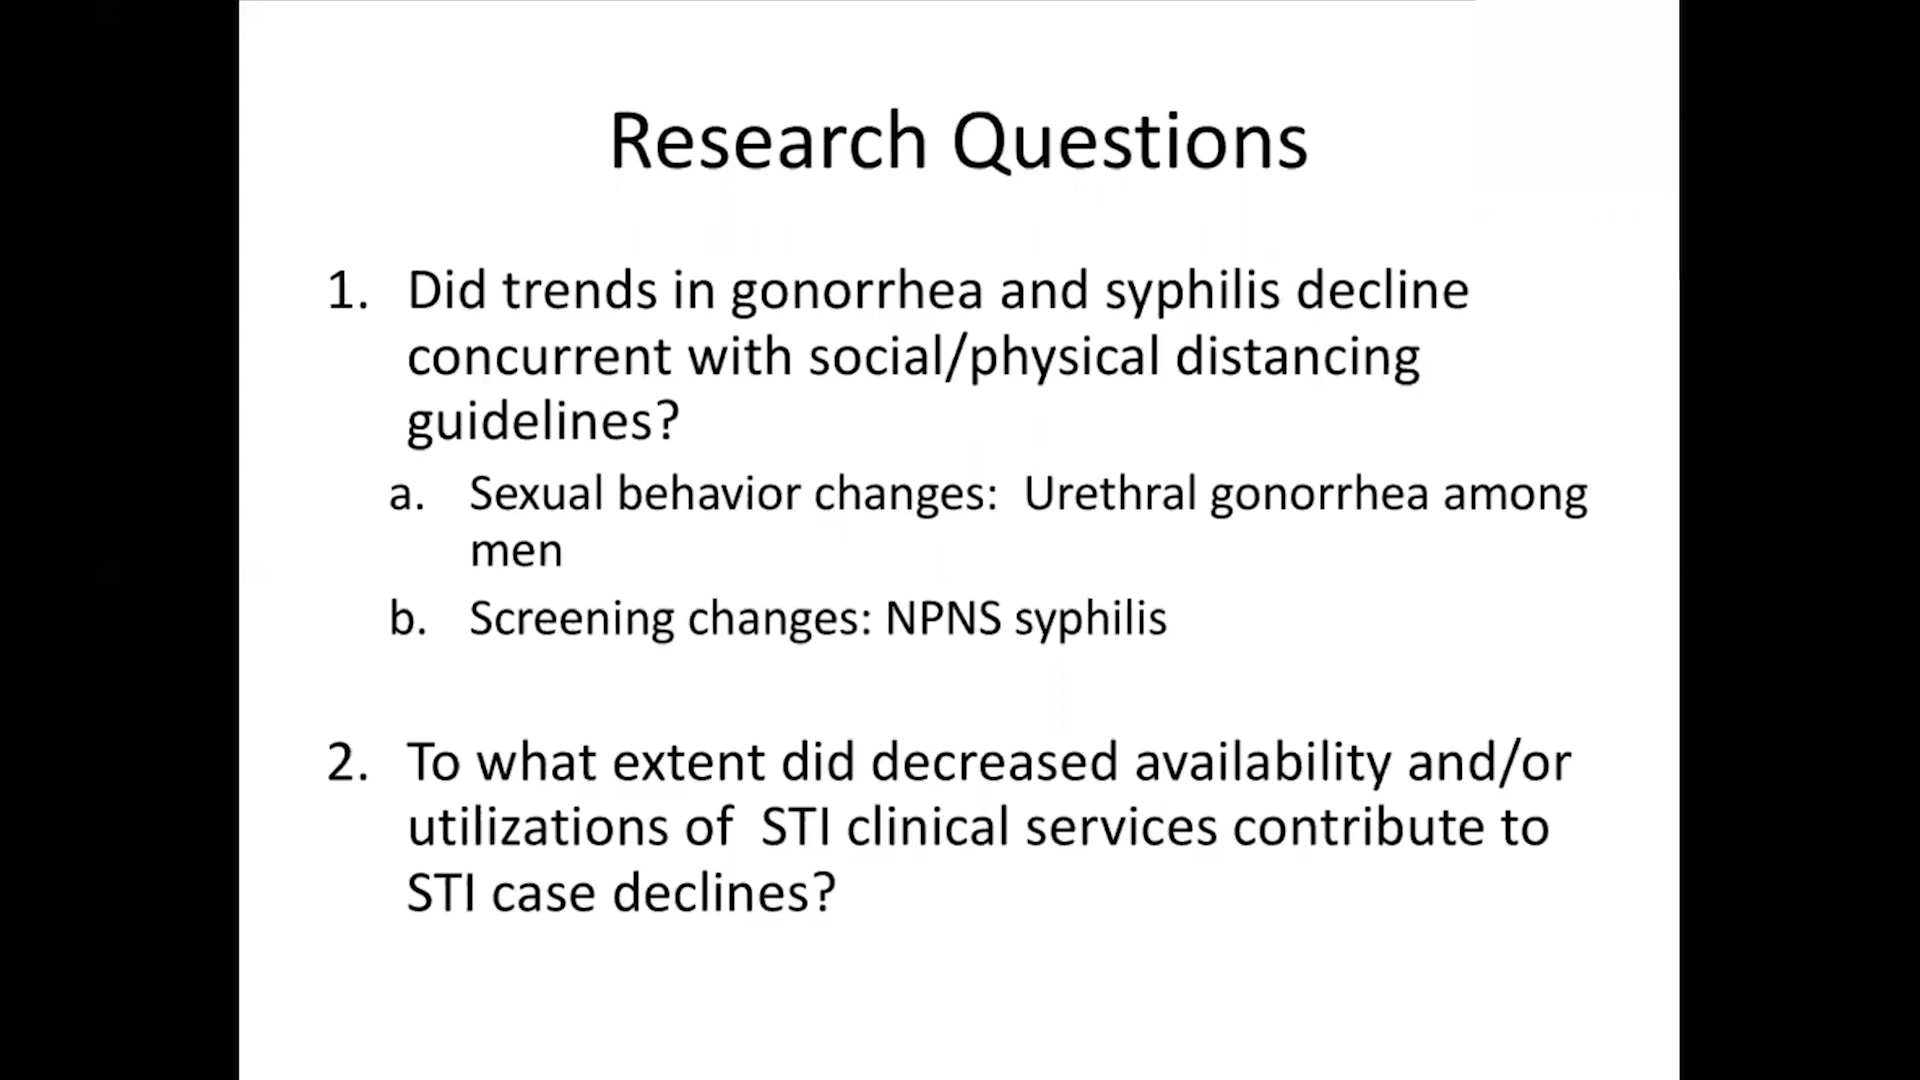 Research Questions
1. Did trends in gonorrhea and syphilis decline
concurrent with social/physical distancing
guidelines?
a. Sexual behavior changes:  Urethral gonorrhea among
men
b. Screening changes: NPNS syphilis
2. To what extent did decreased availability and/or
utilizations of  STI clinical services contribute to
STI case declines?